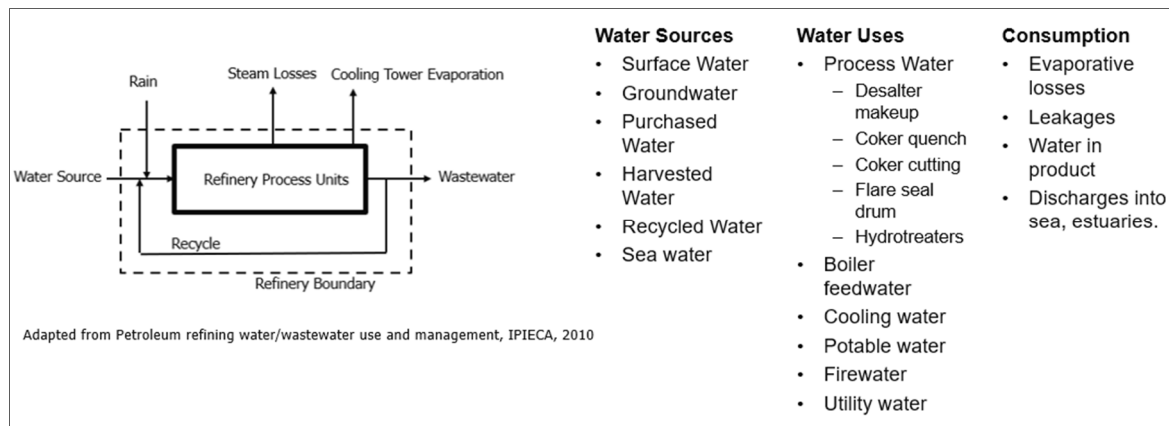 Rain
Steam Losses
Cooling Tower Evaporation
Water Source
Refinery Process Units
Wastewater
Recycle
Refinery Boundary
Adapted from Petroleum refining water/wastewater use and management, IPIECA, 2010
Water Sources
• Surface Water
• Groundwater
• Purchased
Water
• Harvested
Water
• Recycled Water
• Sea water
Water Uses
• Process Water
– Desalter
makeup
– Coker quench
– Coker cutting
– Flare seal
drum
– Hydrotreaters
• Boiler
feedwater
• Cooling water
• Potable water
• Firewater
• Utility water
Consumption
• Evaporative
losses
• Leakages
• Water in
product
• Discharges into
sea, estuaries.